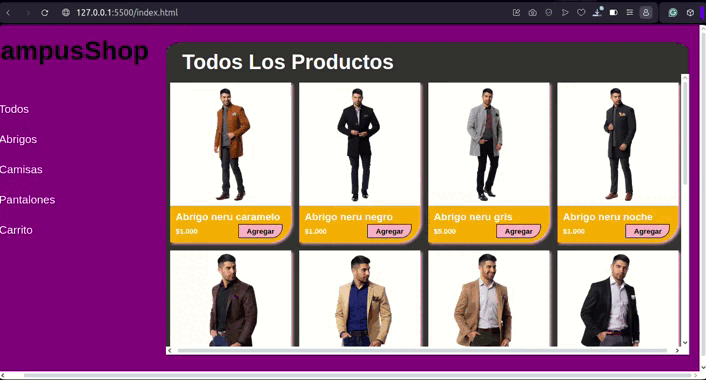 127.0.0.1:5500/index.html
ampusShop
Todos Los Productos
Todos
Abrigos
Camisas
Pantalones
Carrito
Abrigo neru caramelo
$1.000
Agregar
Abrigo neru negro
$1.000
Agregar
Abrigo neru gris
$5.000
Agregar
Abrigo neru noche
$1.000
Agregar